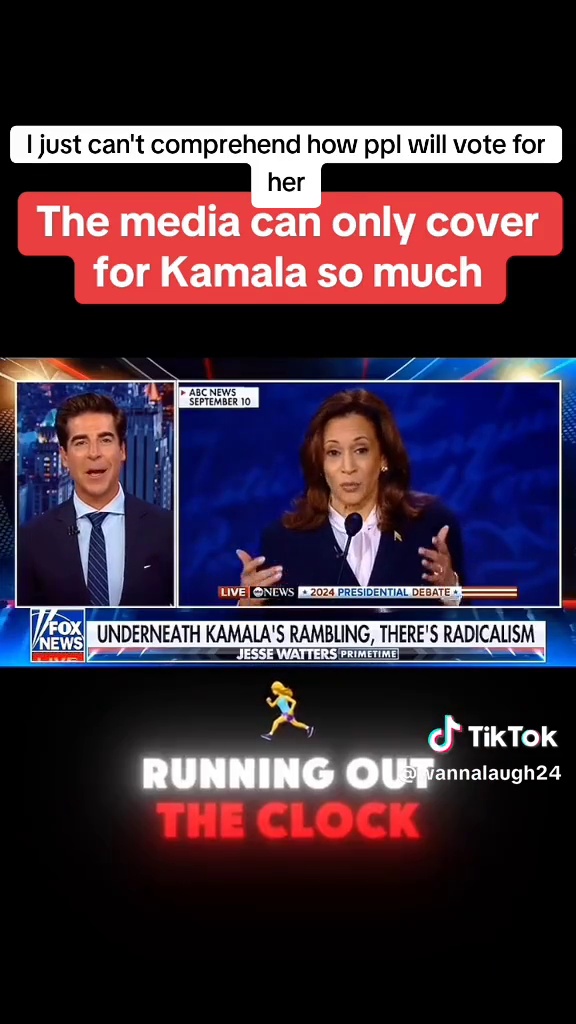 I just can't comprehend how ppl will vote for
her
The media can only cover
for Kamala so much
ABC NEWS
SEPTEMBER 10
LIVE abc NEWS 2024 PRESIDENTIAL DEBATE
FOX
NEWS
LIVE
UNDERNEATH KAMALA'S RAMBLING, THERE'S RADICALISM
JESSE WATTERS PRIMETIME
TikTok
@wannalaugh24
RUNNING OUT
THE CLOCK